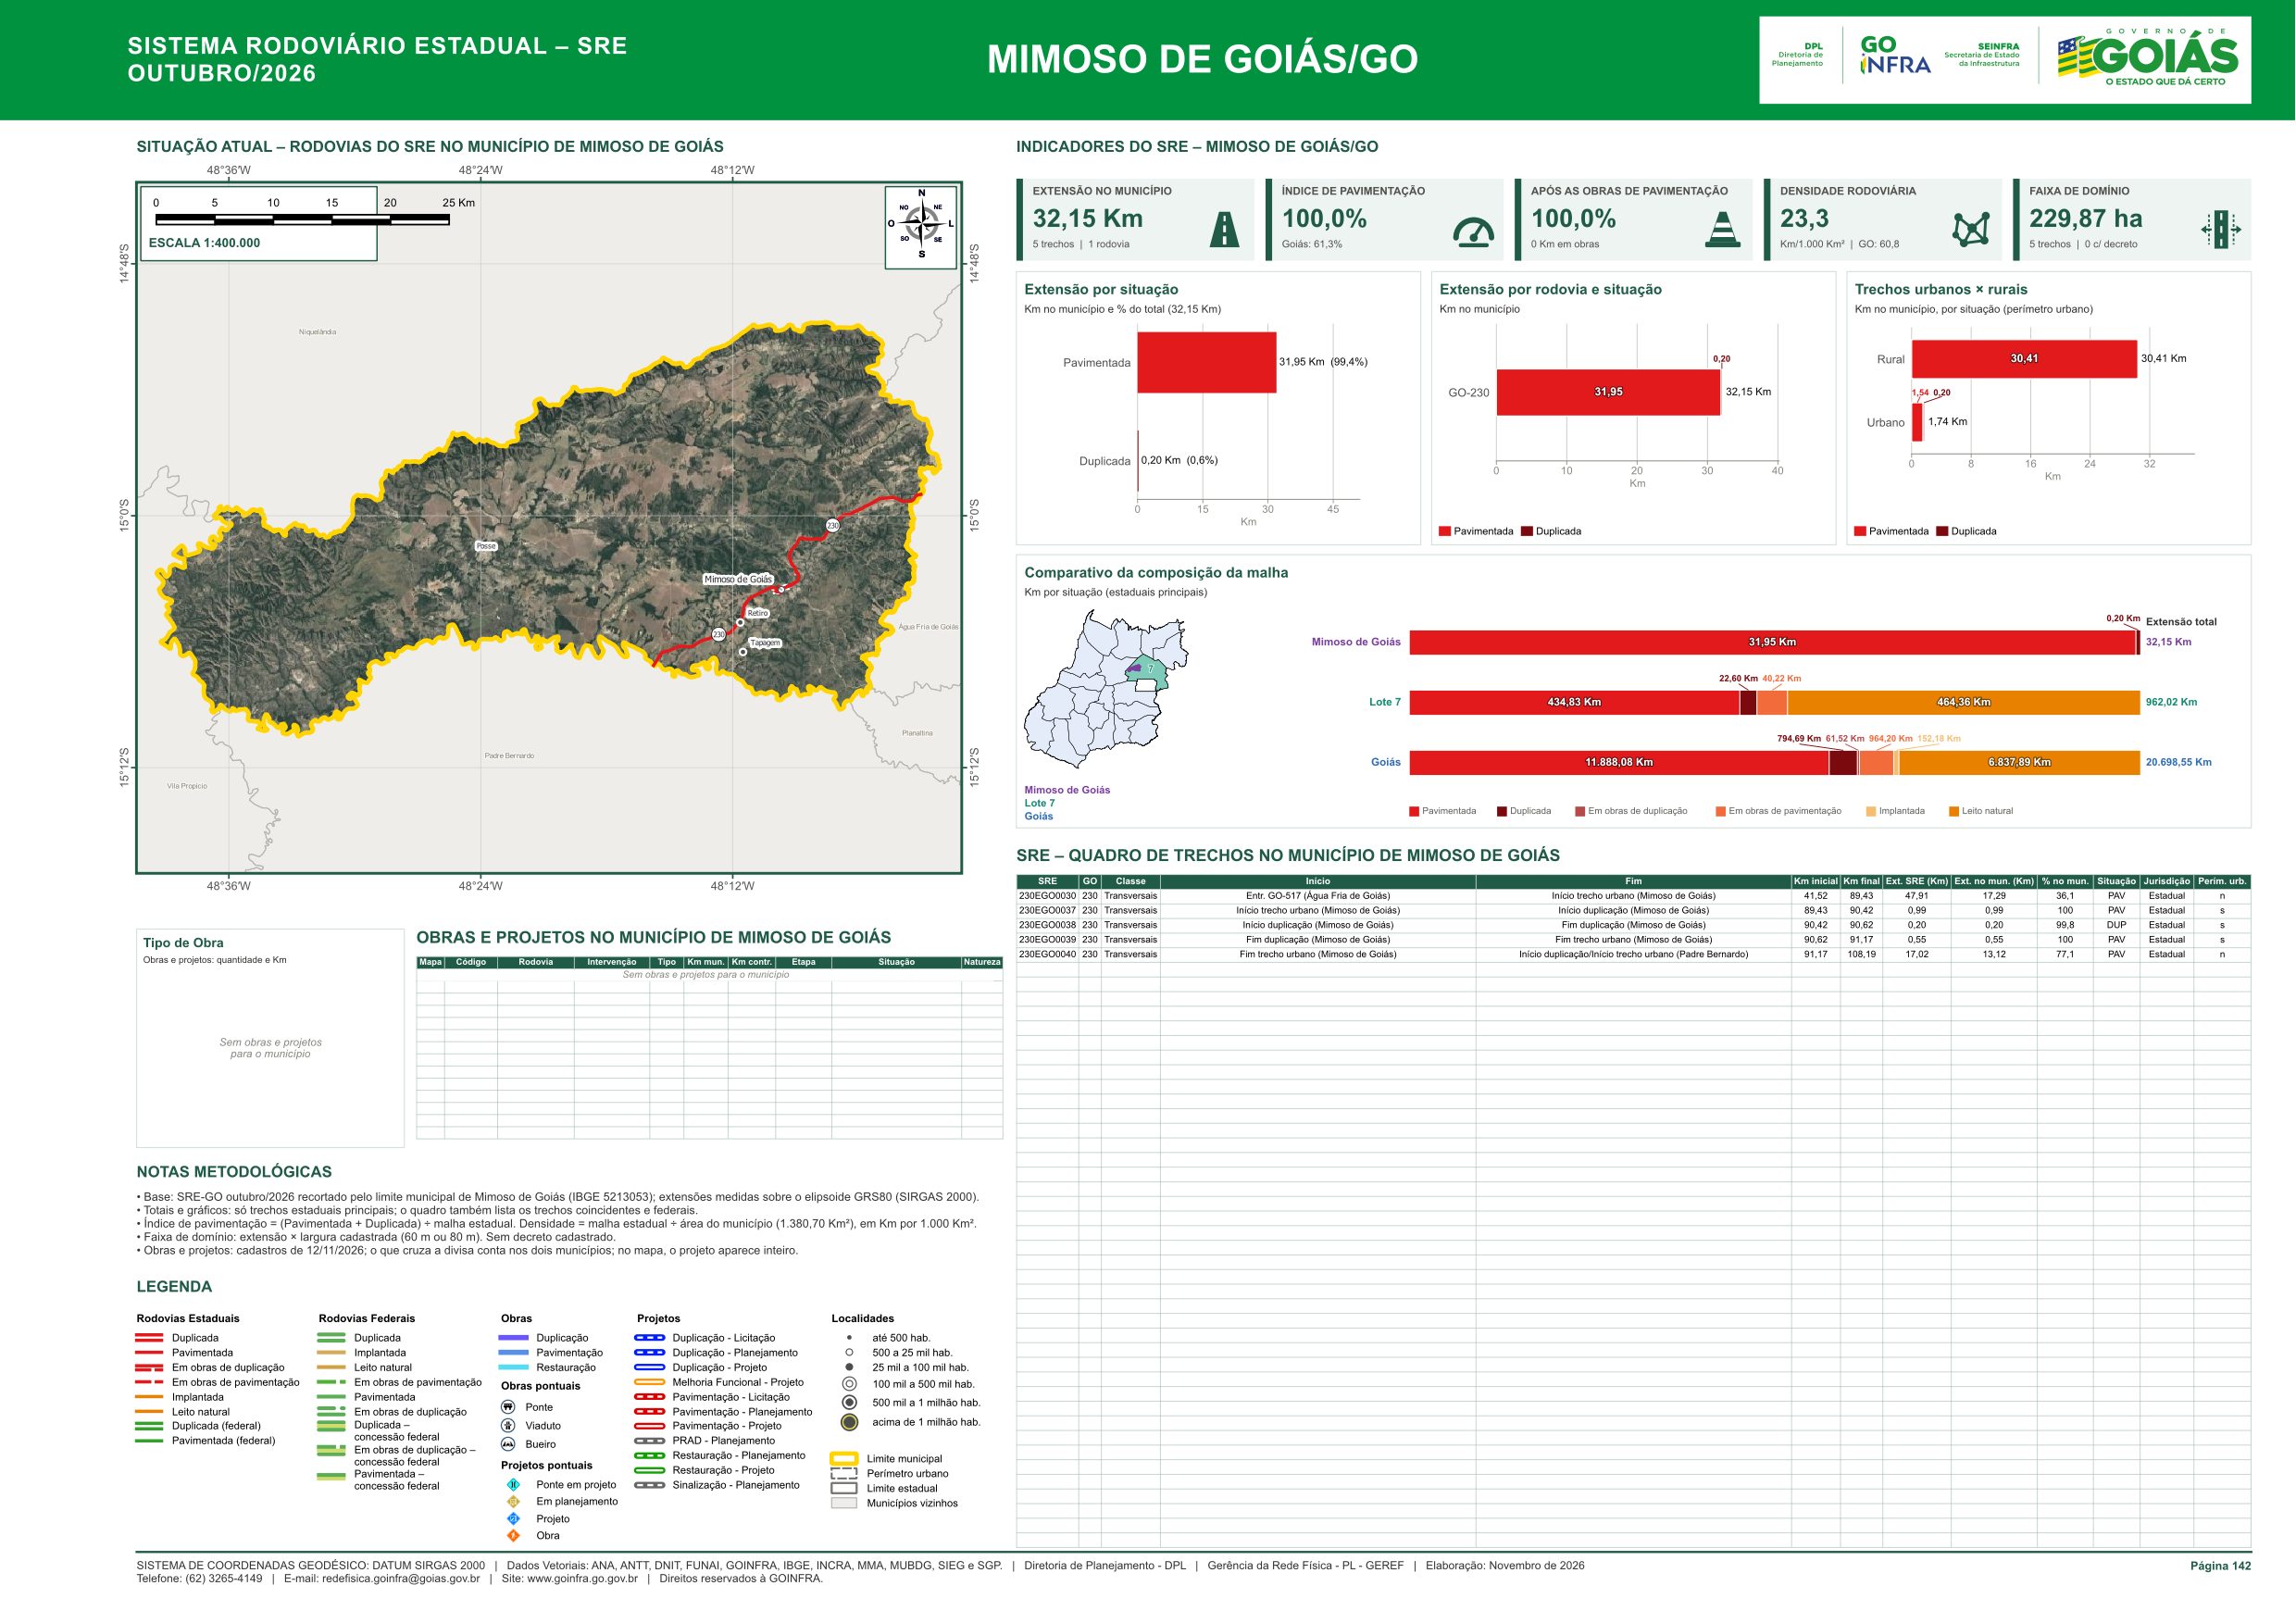 SISTEMA RODOVIÁRIO ESTADUAL – SRE
OUTUBRO/2026
MIMOSO DE GOIÁS/GO
DPL
Diretoria de
Planejamento
GO
iNFRA
SEINFRA
Secretaria de Estado
da Infraestrutura
GOVERNO DE
GOIÁS
O ESTADO QUE DÁ CERTO
SITUAÇÃO ATUAL – RODOVIAS DO SRE NO MUNICÍPIO DE MIMOSO DE GOIÁS
48°36'W 48°24'W 48°12'W
0 5 10 15 20 25 Km
ESCALA 1:400.000
N
NO NE
O L
SO SE
S
14°48'S 14°48'S
Niquelândia
15°0'S 15°0'S
230
Posse
Mimoso de Goiás
Retiro
230
Tapagem
Água Fria de Goiás
Planaltina
Padre Bernardo
15°12'S 15°12'S
Vila Propício
48°36'W 48°24'W 48°12'W
INDICADORES DO SRE – MIMOSO DE GOIÁS/GO
EXTENSÃO NO MUNICÍPIO
32,15 Km
5 trechos | 1 rodovia
ÍNDICE DE PAVIMENTAÇÃO
100,0%
Goiás: 61,3%
APÓS AS OBRAS DE PAVIMENTAÇÃO
100,0%
0 Km em obras
DENSIDADE RODOVIÁRIA
23,3
Km/1.000 Km² | GO: 60,8
FAIXA DE DOMÍNIO
229,87 ha
5 trechos | 0 c/ decreto
Extensão por situação
Km no município e % do total (32,15 Km)
Pavimentada 31,95 Km (99,4%)
Duplicada 0,20 Km (0,6%)
0 15 30 45
Km
Extensão por rodovia e situação
Km no município
0,20
GO-230 31,95 32,15 Km
0 10 20 30 40
Km
Pavimentada Duplicada
Trechos urbanos × rurais
Km no município, por situação (perímetro urbano)
Rural 30,41 30,41 Km
1,54 0,20
Urbano 1,74 Km
0 8 16 24 32
Km
Pavimentada Duplicada
Comparativo da composição da malha
Km por situação (estaduais principais)
7
Mimoso de Goiás
Lote 7
Goiás
0,20 Km Extensão total
Mimoso de Goiás 31,95 Km 32,15 Km
22,60 Km 40,22 Km
Lote 7 434,83 Km 464,36 Km 962,02 Km
794,69 Km 61,52 Km 964,20 Km 152,18 Km
Goiás 11.888,08 Km 6.837,89 Km 20.698,55 Km
Pavimentada Duplicada Em obras de duplicação Em obras de pavimentação Implantada Leito natural
SRE – QUADRO DE TRECHOS NO MUNICÍPIO DE MIMOSO DE GOIÁS
SRE GO Classe Início Fim Km inicial Km final Ext. SRE (Km) Ext. no mun. (Km) % no mun. Situação Jurisdição Perím. urb.
230EGO0030 230 Transversais Entr. GO-517 (Água Fria de Goiás) Início trecho urbano (Mimoso de Goiás) 41,52 89,43 47,91 17,29 36,1 PAV Estadual n
230EGO0037 230 Transversais Início trecho urbano (Mimoso de Goiás) Início duplicação (Mimoso de Goiás) 89,43 90,42 0,99 0,99 100 PAV Estadual s
230EGO0038 230 Transversais Início duplicação (Mimoso de Goiás) Fim duplicação (Mimoso de Goiás) 90,42 90,62 0,20 0,20 99,8 DUP Estadual s
230EGO0039 230 Transversais Fim duplicação (Mimoso de Goiás) Fim trecho urbano (Mimoso de Goiás) 90,62 91,17 0,55 0,55 100 PAV Estadual s
230EGO0040 230 Transversais Fim trecho urbano (Mimoso de Goiás) Início duplicação/Início trecho urbano (Padre Bernardo) 91,17 108,19 17,02 13,12 77,1 PAV Estadual n
Tipo de Obra
Obras e projetos: quantidade e Km
Sem obras e projetos
para o município
OBRAS E PROJETOS NO MUNICÍPIO DE MIMOSO DE GOIÁS
Mapa Código Rodovia Intervenção Tipo Km mun. Km contr. Etapa Situação Natureza
Sem obras e projetos para o município
NOTAS METODOLÓGICAS
• Base: SRE-GO outubro/2026 recortado pelo limite municipal de Mimoso de Goiás (IBGE 5213053); extensões medidas sobre o elipsoide GRS80 (SIRGAS 2000).
• Totais e gráficos: só trechos estaduais principais; o quadro também lista os trechos coincidentes e federais.
• Índice de pavimentação = (Pavimentada + Duplicada) ÷ malha estadual. Densidade = malha estadual ÷ área do município (1.380,70 Km²), em Km por 1.000 Km².
• Faixa de domínio: extensão × largura cadastrada (60 m ou 80 m). Sem decreto cadastrado.
• Obras e projetos: cadastros de 12/11/2026; o que cruza a divisa conta nos dois municípios; no mapa, o projeto aparece inteiro.
LEGENDA
Rodovias Estaduais
Duplicada
Pavimentada
Em obras de duplicação
Em obras de pavimentação
Implantada
Leito natural
Duplicada (federal)
Pavimentada (federal)
Rodovias Federais
Duplicada
Implantada
Leito natural
Em obras de pavimentação
Pavimentada
Em obras de duplicação
Duplicada –
concessão federal
Em obras de duplicação –
concessão federal
Pavimentada –
concessão federal
Obras
Duplicação
Pavimentação
Restauração
Obras pontuais
Ponte
Viaduto
Bueiro
Projetos pontuais
Ponte em projeto
Em planejamento
Projeto
Obra
Projetos
Duplicação - Licitação
Duplicação - Planejamento
Duplicação - Projeto
Melhoria Funcional - Projeto
Pavimentação - Licitação
Pavimentação - Planejamento
Pavimentação - Projeto
PRAD - Planejamento
Restauração - Planejamento
Restauração - Projeto
Sinalização - Planejamento
Localidades
até 500 hab.
500 a 25 mil hab.
25 mil a 100 mil hab.
100 mil a 500 mil hab.
500 mil a 1 milhão hab.
acima de 1 milhão hab.
Limite municipal
Perímetro urbano
Limite estadual
Municípios vizinhos
SISTEMA DE COORDENADAS GEODÉSICO: DATUM SIRGAS 2000 | Dados Vetoriais: ANA, ANTT, DNIT, FUNAI, GOINFRA, IBGE, INCRA, MMA, MUBDG, SIEG e SGP. | Diretoria de Planejamento - DPL | Gerência da Rede Física - PL - GEREF | Elaboração: Novembro de 2026
Telefone: (62) 3265-4149 | E-mail: redefisica.goinfra@goias.gov.br | Site: www.goinfra.go.gov.br | Direitos reservados à GOINFRA.
Página 142